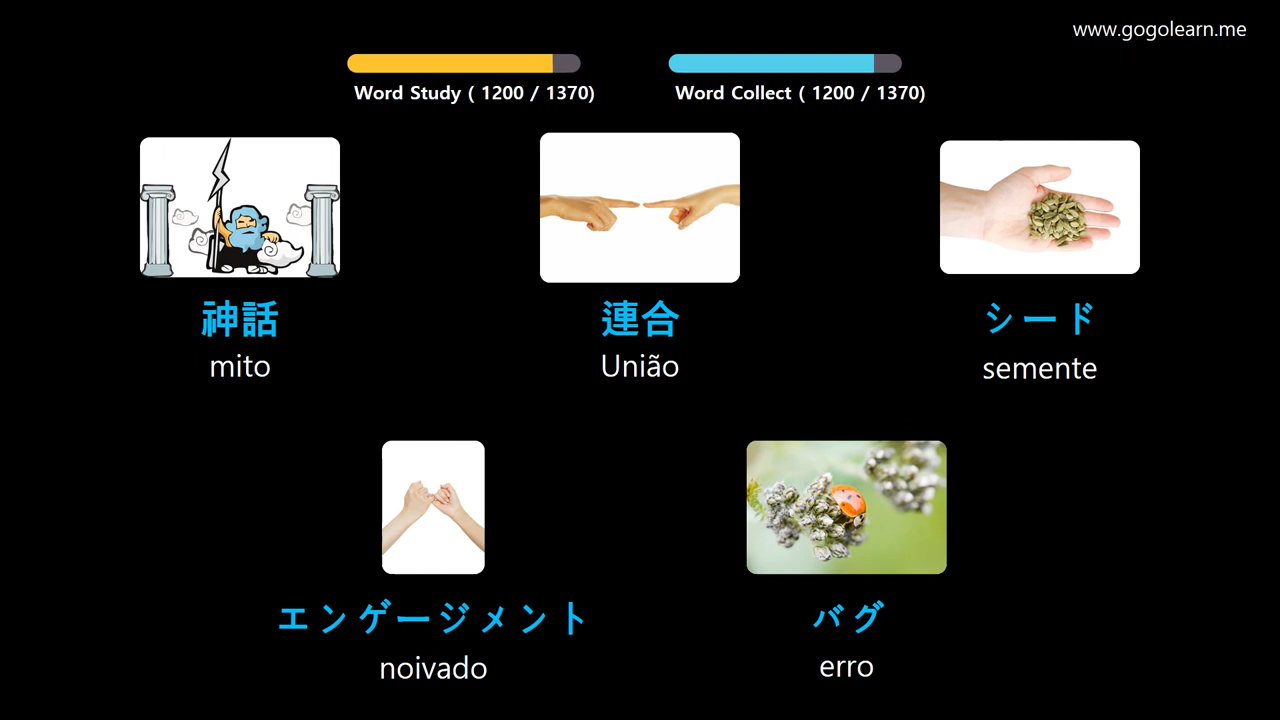 www.gogolearn.me
Word Study ( 1200 / 1370)
Word Collect ( 1200 / 1370)
神話
mito
連合
União
シード
semente
エンゲージメント
noivado
バグ
erro